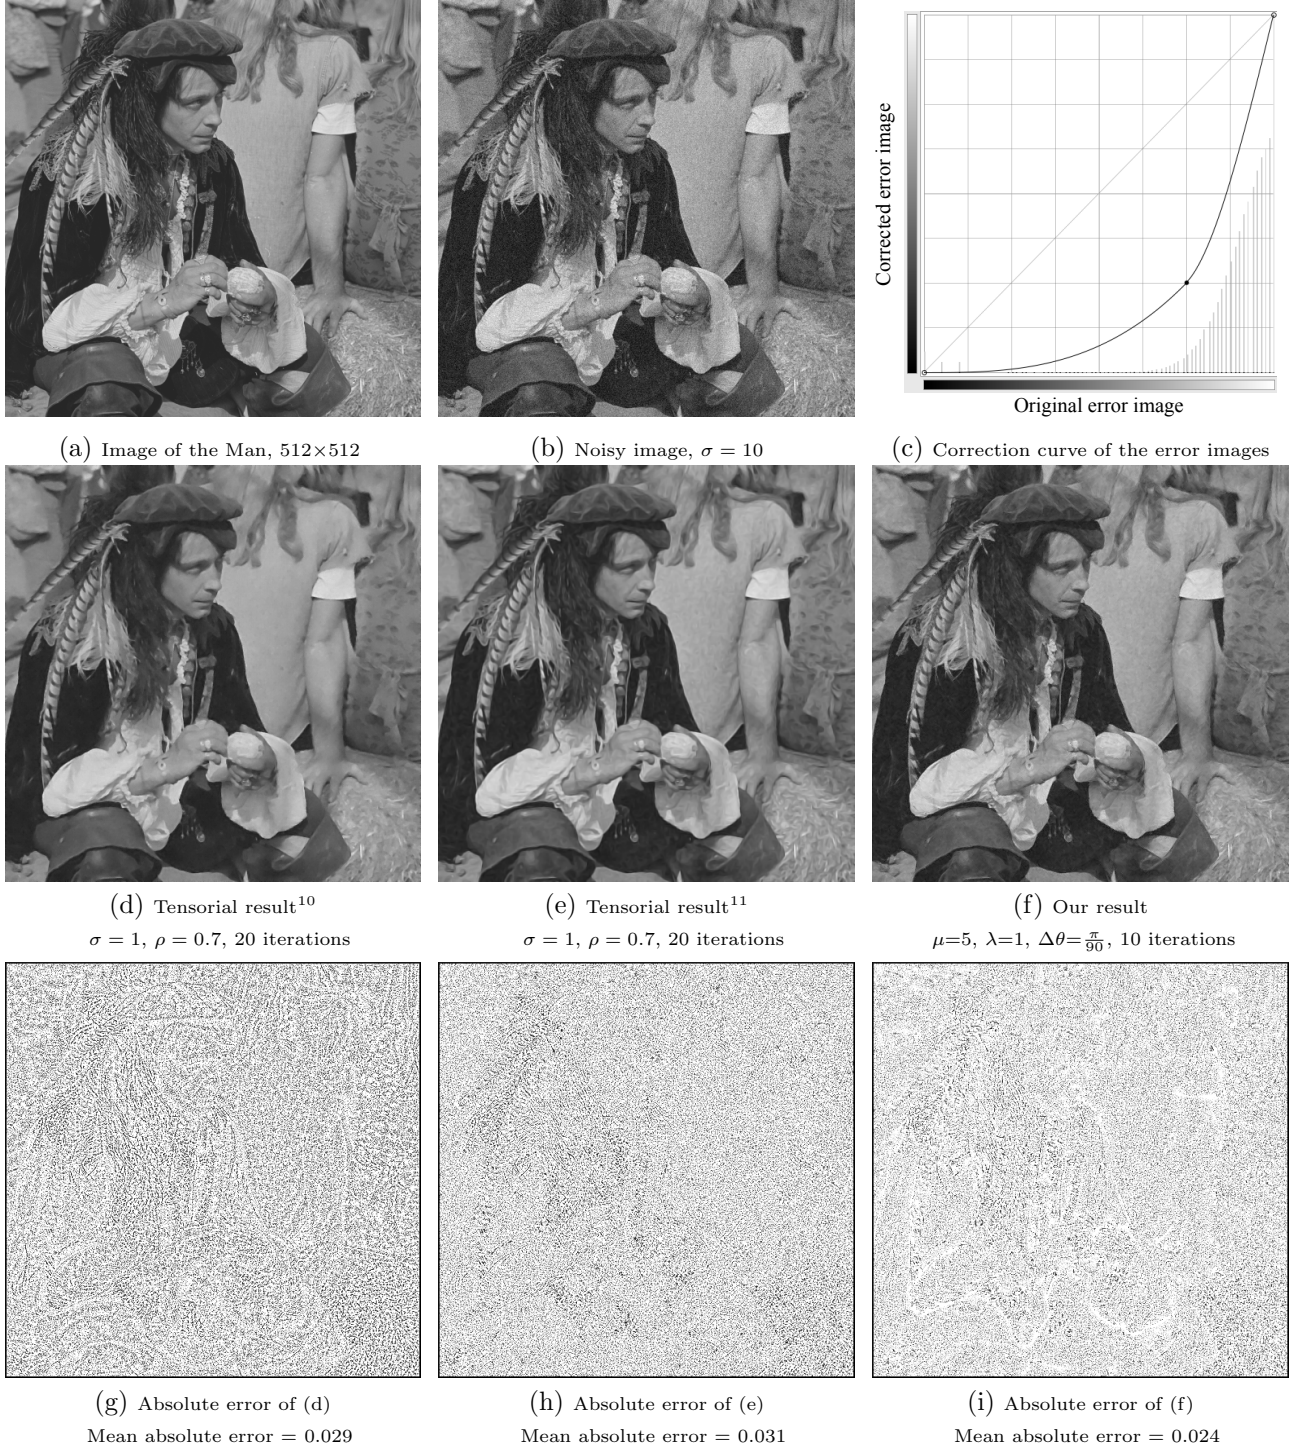 Corrected error image
Original error image
(a) Image of the Man, 512×512
(b) Noisy image, σ = 10
(c) Correction curve of the error images
(d) Tensorial result¹⁰
σ = 1, ρ = 0.7, 20 iterations
(e) Tensorial result¹¹
σ = 1, ρ = 0.7, 20 iterations
(f) Our result
μ=5, λ=1, Δθ=π/90, 10 iterations
(g) Absolute error of (d)
Mean absolute error = 0.029
(h) Absolute error of (e)
Mean absolute error = 0.031
(i) Absolute error of (f)
Mean absolute error = 0.024